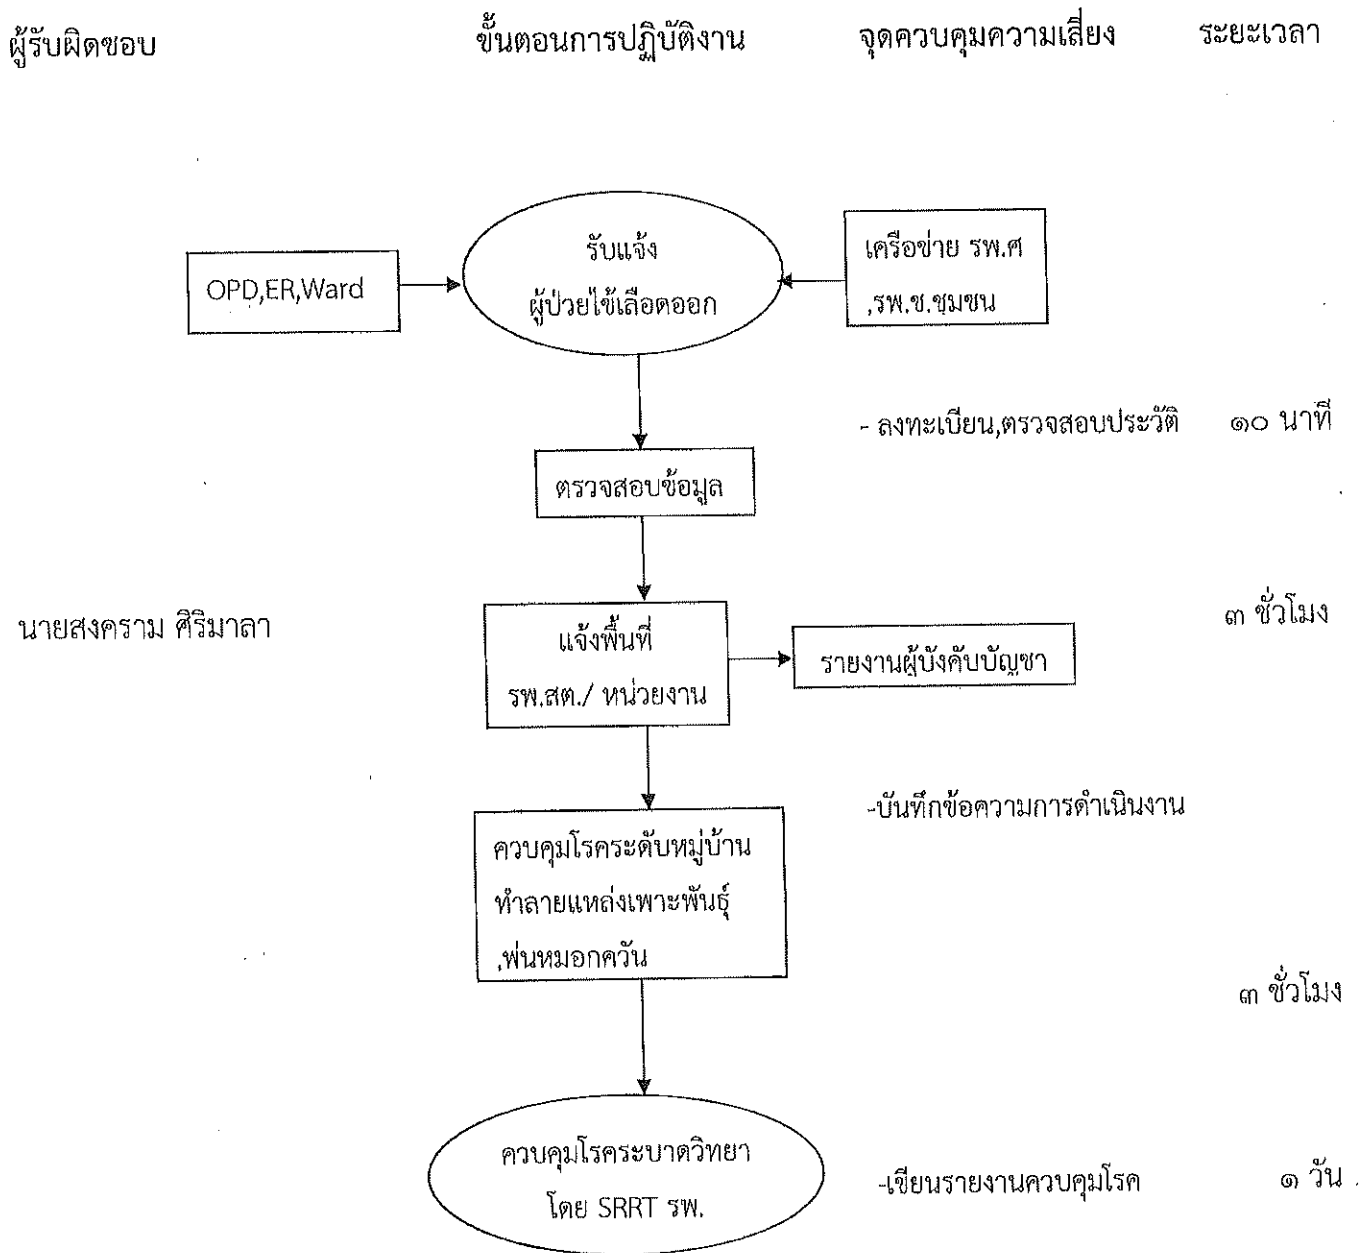 ผู้รับผิดชอบ ขั้นตอนการปฏิบัติงาน จุดควบคุมความเสี่ยง ระยะเวลา
รับแจ้ง
ผู้ป่วยไข้เลือดออก
OPD,ER,Ward
เครือข่าย รพ.ศ
,รพ.ช.ชุมชน
- ลงทะเบียน,ตรวจสอบประวัติ ๑๐ นาที
ตรวจสอบข้อมูล
นายสงคราม ศิริมาลา
แจ้งพื้นที่
รพ.สต./ หน่วยงาน
รายงานผู้บังคับบัญชา
๓ ชั่วโมง
-บันทึกข้อความการดำเนินงาน
ควบคุมโรคระดับหมู่บ้าน
ทำลายแหล่งเพาะพันธุ์
,พ่นหมอกควัน
๓ ชั่วโมง
ควบคุมโรคระบาดวิทยา
โดย SRRT รพ.
-เขียนรายงานควบคุมโรค ๑ วัน